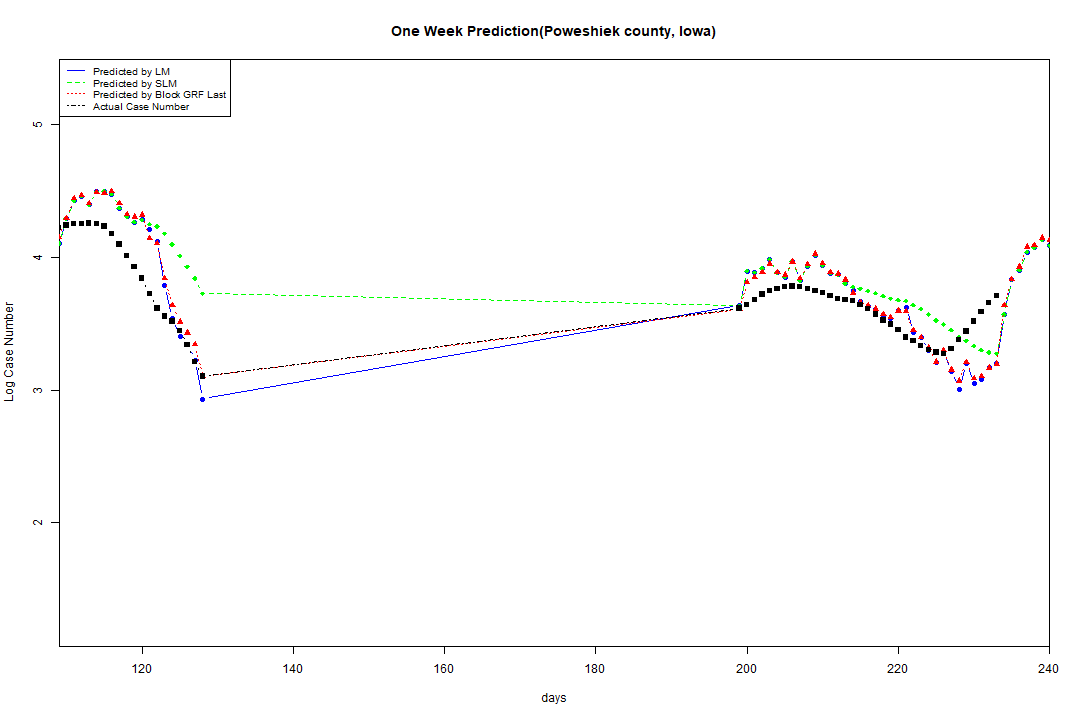 One Week Prediction(Poweshiek county, Iowa)
Predicted by LM
Predicted by SLM
Predicted by Block GRF Last
Actual Case Number
5
4
3
2
Log Case Number
120 140 160 180 200 220 240
days